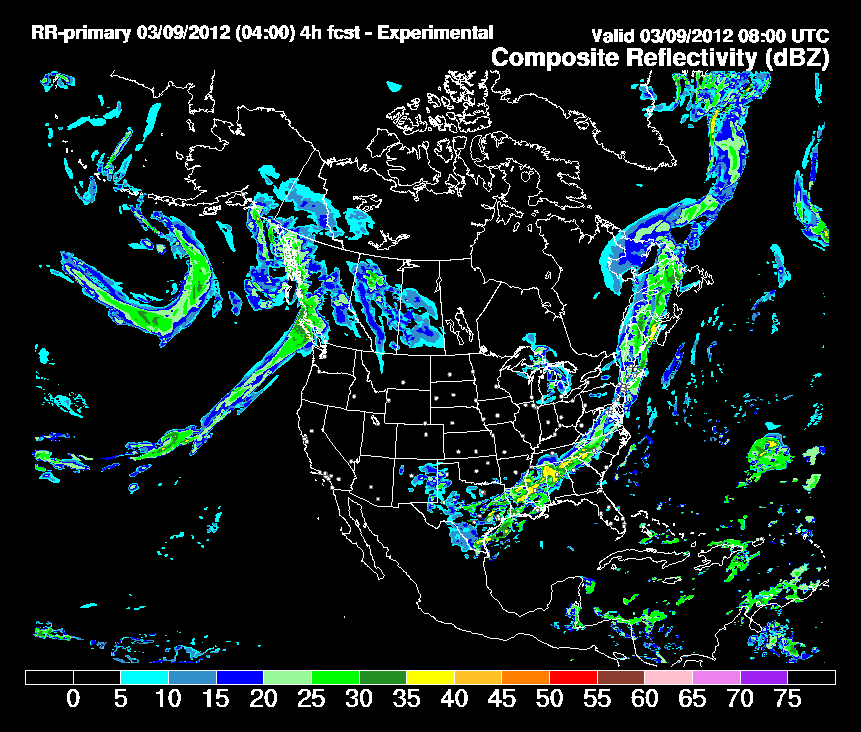 RR-primary 03/09/2012 (04:00) 4h fcst - Experimental
Valid 03/09/2012 08:00 UTC
Composite Reflectivity (dBZ)
0 5 10 15 20 25 30 35 40 45 50 55 60 65 70 75